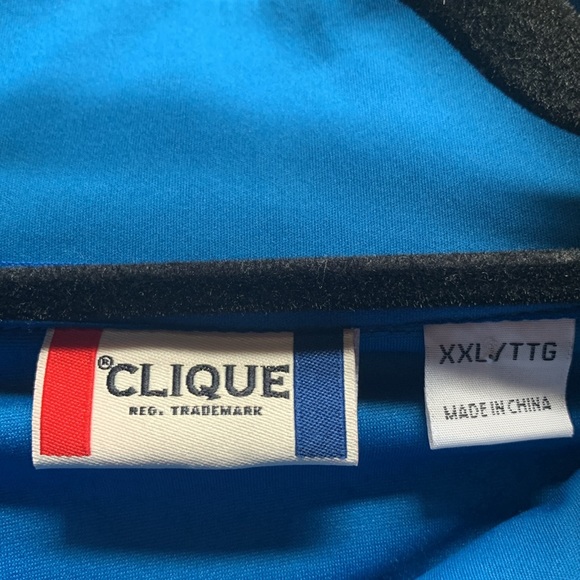 ®CLIQUE
REG. TRADEMARK
XXL/TTG
MADE IN CHINA